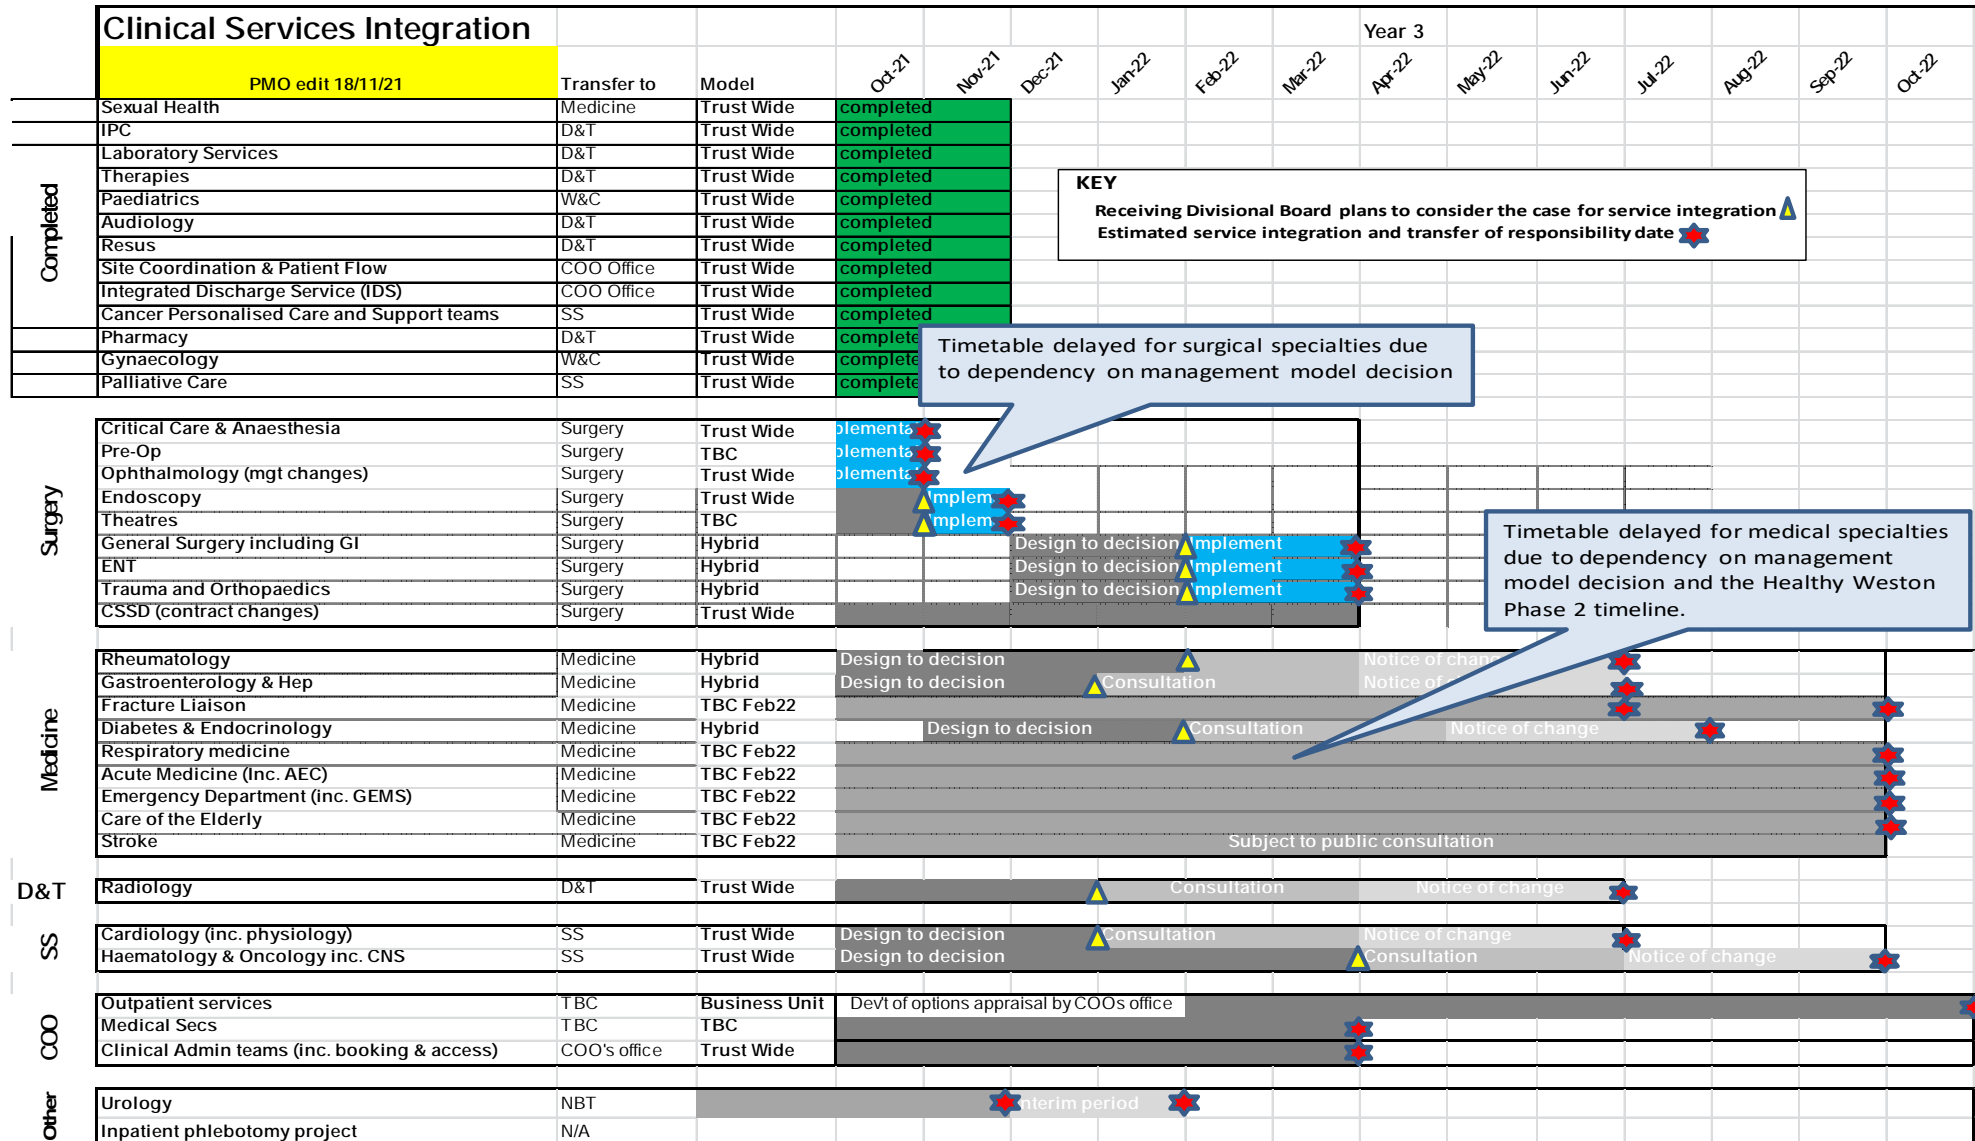 Clinical Services Integration
Year 3
PMO edit 18/11/21 Transfer to Model Oct-21 Nov-21 Dec-21 Jan-22 Feb-22 Mar-22 Apr-22 May-22 Jun-22 Jul-22 Aug-22 Sep-22 Oct-22
Completed
Sexual Health Medicine Trust Wide completed
IPC D&T Trust Wide completed
Laboratory Services D&T Trust Wide completed
Therapies D&T Trust Wide completed
Paediatrics W&C Trust Wide completed
Audiology D&T Trust Wide completed
Resus D&T Trust Wide completed
Site Coordination & Patient Flow COO Office Trust Wide completed
Integrated Discharge Service (IDS) COO Office Trust Wide completed
Cancer Personalised Care and Support teams SS Trust Wide completed
Pharmacy D&T Trust Wide complete
Gynaecology W&C Trust Wide complete
Palliative Care SS Trust Wide complete
KEY
Receiving Divisional Board plans to consider the case for service integration
Estimated service integration and transfer of responsibility date
Timetable delayed for surgical specialties due
to dependency on management model decision
Surgery
Critical Care & Anaesthesia Surgery Trust Wide plementa
Pre-Op Surgery TBC plementa
Ophthalmology (mgt changes) Surgery Trust Wide plementa
Endoscopy Surgery Trust Wide Implem
Theatres Surgery TBC Implem
General Surgery including GI Surgery Hybrid Design to decision Implement
ENT Surgery Hybrid Design to decision Implement
Trauma and Orthopaedics Surgery Hybrid Design to decision Implement
CSSD (contract changes) Surgery Trust Wide
Timetable delayed for medical specialties
due to dependency on management
model decision and the Healthy Weston
Phase 2 timeline.
Medicine
Rheumatology Medicine Hybrid Design to decision Notice of chang
Gastroenterology & Hep Medicine Hybrid Design to decision Consultation Notice of c
Fracture Liaison Medicine TBC Feb22
Diabetes & Endocrinology Medicine Hybrid Design to decision Consultation Notice of change
Respiratory medicine Medicine TBC Feb22
Acute Medicine (Inc. AEC) Medicine TBC Feb22
Emergency Department (inc. GEMS) Medicine TBC Feb22
Care of the Elderly Medicine TBC Feb22
Stroke Medicine TBC Feb22 Subject to public consultation
D&T
Radiology D&T Trust Wide Consultation Notice of change
SS
Cardiology (inc. physiology) SS Trust Wide Design to decision Consultation Notice of change
Haematology & Oncology inc. CNS SS Trust Wide Design to decision Consultation Notice of change
COO
Outpatient services TBC Business Unit Dev't of options appraisal by COOs office
Medical Secs TBC TBC
Clinical Admin teams (inc. booking & access) COO's office Trust Wide
Other
Urology NBT Interim period
Inpatient phlebotomy project N/A